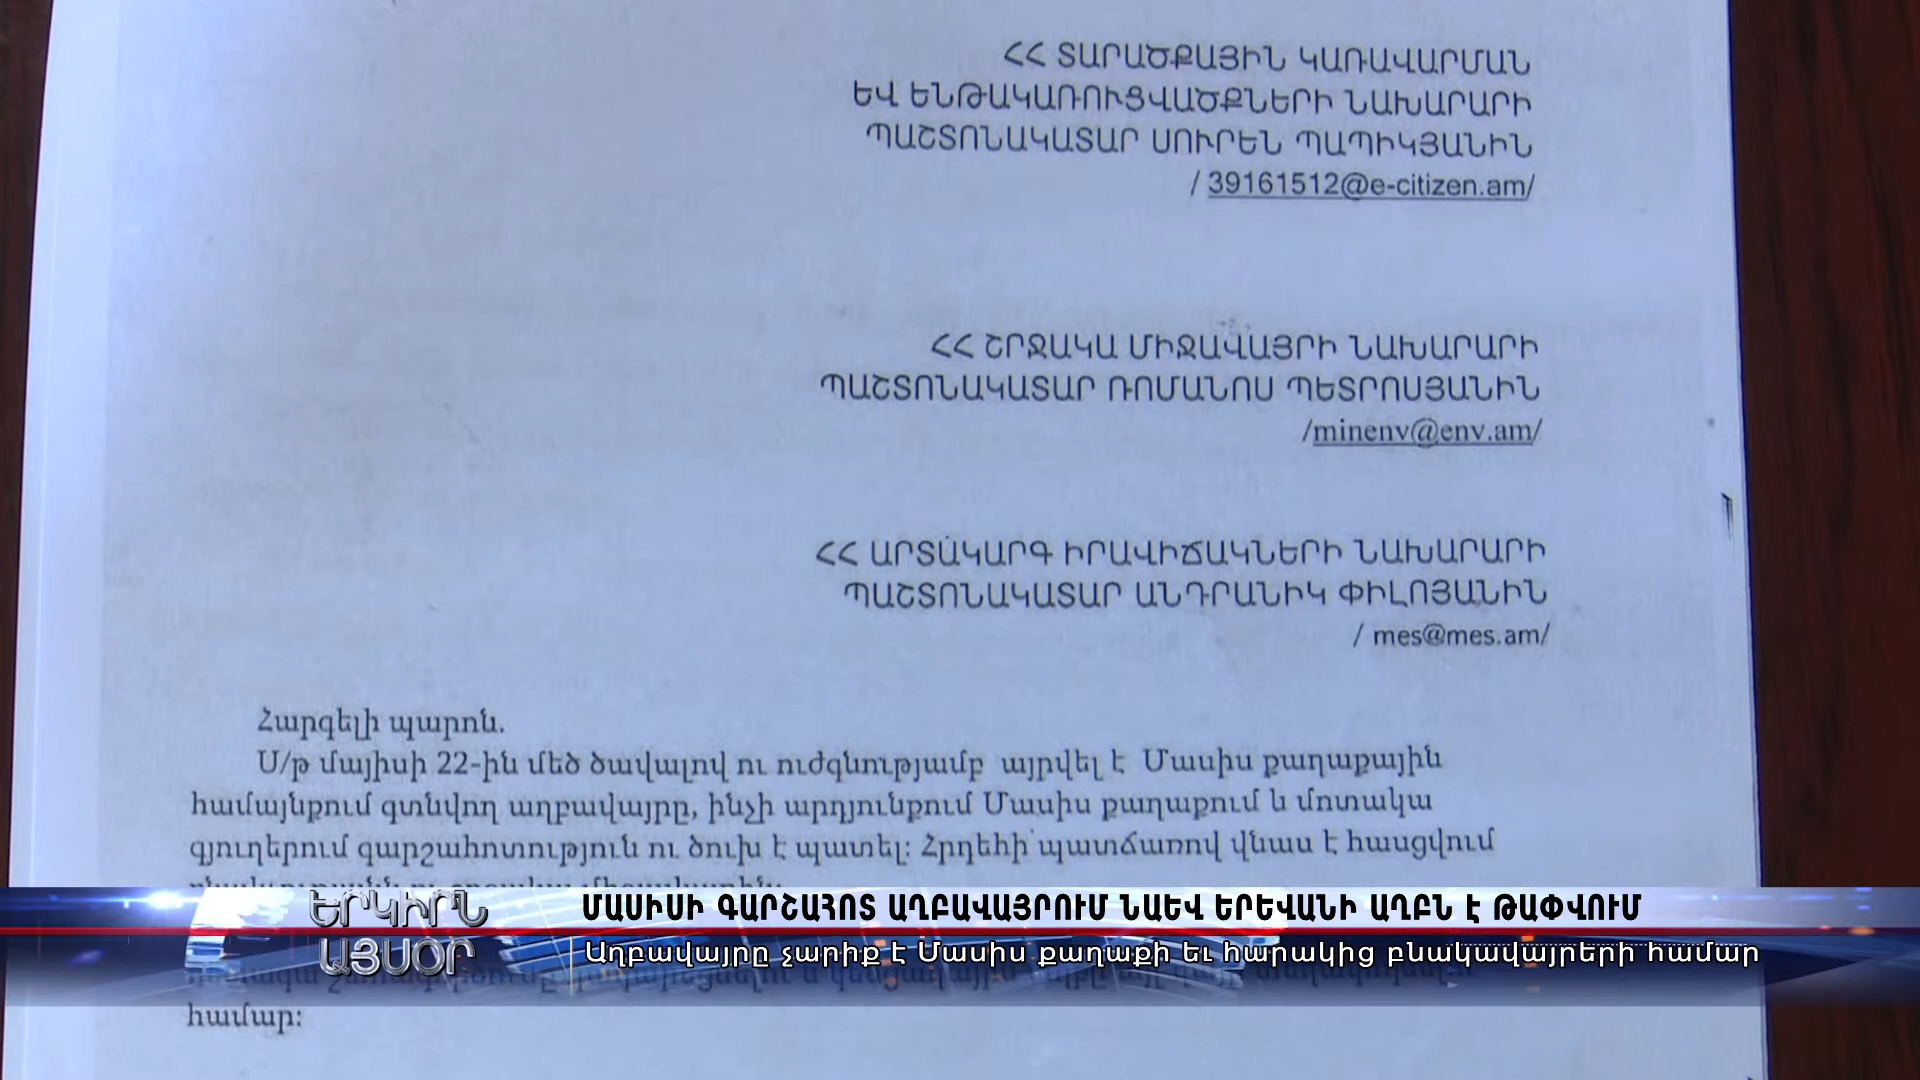 ՀՀ ՏԱՐԱԾՔԱՅԻՆ ԿԱՌԱՎԱՐՄԱՆ
ԵՎ ԵՆԹԱԿԱՌՈՒՑՎԱԾՔՆԵՐԻ ՆԱԽԱՐԱՐԻ
ՊԱՇՏՈՆԱԿԱՏԱՐ ՍՈՒՐԵՆ ՊԱՊԻԿՅԱՆԻՆ
/ 39161512@e-citizen.am/
ՀՀ ՇՐՋԱԿԱ ՄԻՋԱՎԱՅՐԻ ՆԱԽԱՐԱՐԻ
ՊԱՇՏՈՆԱԿԱՏԱՐ ՌՈՄԱՆՈՍ ՊԵՏՐՈՍՅԱՆԻՆ
/minenv@env.am/
ՀՀ ԱՐՏԱԿԱՐԳ ԻՐԱՎԻՃԱԿՆԵՐԻ ՆԱԽԱՐԱՐԻ
ՊԱՇՏՈՆԱԿԱՏԱՐ ԱՆԴՐԱՆԻԿ ՓԻԼՈՅԱՆԻՆ
/ mes@mes.am/
Հարգելի պարոն.
Ս/թ մայիսի 22-ին մեծ ծավալով ու ուժգնությամբ այրվել է Մասիս քաղաքային
համայնքում գտնվող աղբավայրը, ինչի արդյունքում Մասիս քաղաքում և մոտակա
գյուղերում գարշահոտություն ու ծուխ է պատել: Հրդեհի պատճառով վնաս է հասցվում
ԵՐԿԻՐՆ ԱՅՍՕՐ
ՄԱՍԻՍԻ ԳԱՐՇԱՀՈՏ ԱՂԲԱՎԱՅՐՈՒՄ ՆԱԵՎ ԵՐԵՎԱՆԻ ԱՂԲՆ Է ԹԱՓՎՈՒՄ
Աղբավայրը չարիք է Մասիս քաղաքի եւ հարակից բնակավայրերի համար
համար: